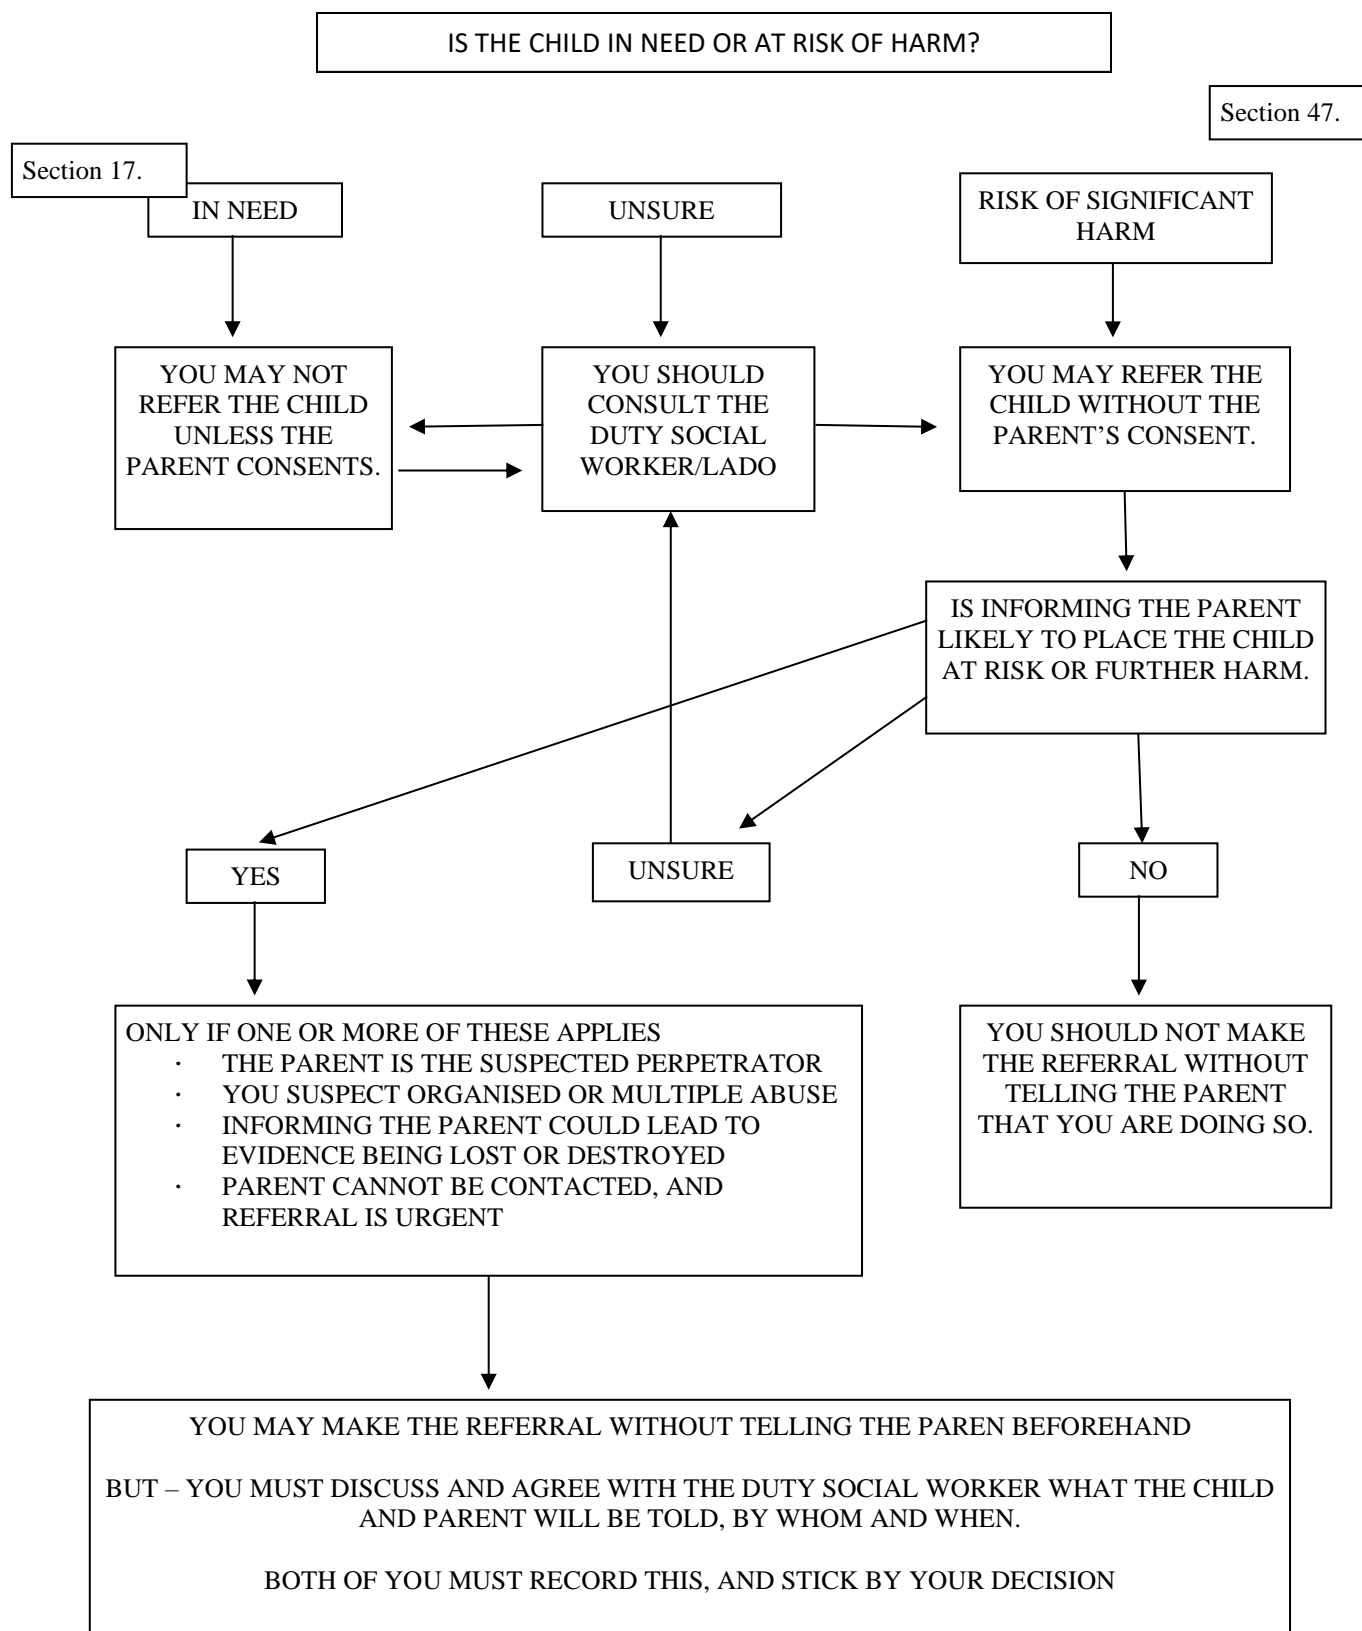 IS THE CHILD IN NEED OR AT RISK OF HARM?
Section 47.
Section 17.
IN NEED
UNSURE
RISK OF SIGNIFICANT
HARM
YOU MAY NOT
REFER THE CHILD
UNLESS THE
PARENT CONSENTS.
YOU SHOULD
CONSULT THE
DUTY SOCIAL
WORKER/LADO
YOU MAY REFER THE
CHILD WITHOUT THE
PARENT’S CONSENT.
IS INFORMING THE PARENT
LIKELY TO PLACE THE CHILD
AT RISK OR FURTHER HARM.
YES
UNSURE
NO
ONLY IF ONE OR MORE OF THESE APPLIES
· THE PARENT IS THE SUSPECTED PERPETRATOR
· YOU SUSPECT ORGANISED OR MULTIPLE ABUSE
· INFORMING THE PARENT COULD LEAD TO
EVIDENCE BEING LOST OR DESTROYED
· PARENT CANNOT BE CONTACTED, AND
REFERRAL IS URGENT
YOU SHOULD NOT MAKE
THE REFERRAL WITHOUT
TELLING THE PARENT
THAT YOU ARE DOING SO.
YOU MAY MAKE THE REFERRAL WITHOUT TELLING THE PAREN BEFOREHAND
BUT – YOU MUST DISCUSS AND AGREE WITH THE DUTY SOCIAL WORKER WHAT THE CHILD
AND PARENT WILL BE TOLD, BY WHOM AND WHEN.
BOTH OF YOU MUST RECORD THIS, AND STICK BY YOUR DECISION